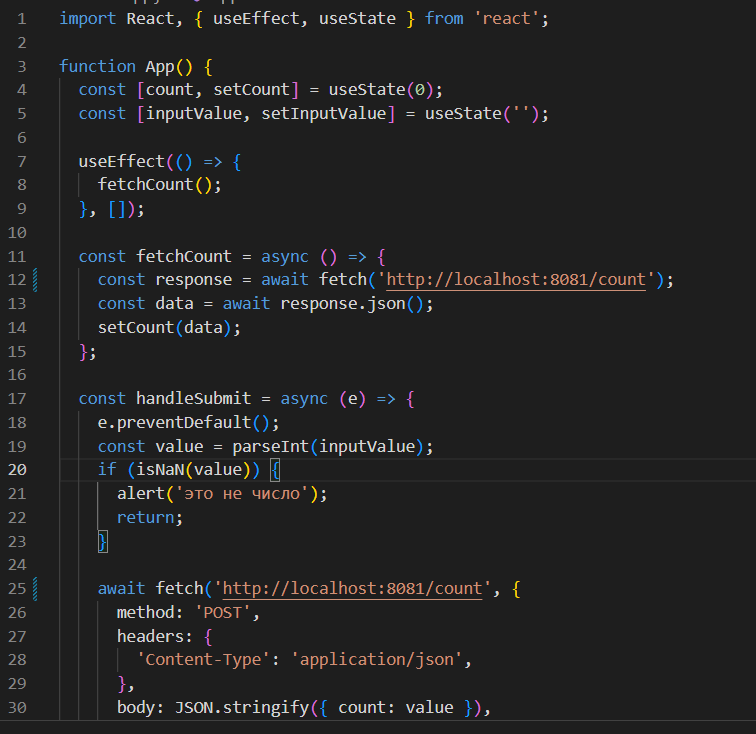 1 import React, { useEffect, useState } from 'react';
2
3 function App() {
4 const [count, setCount] = useState(0);
5 const [inputValue, setInputValue] = useState('');
6
7 useEffect(() => {
8 fetchCount();
9 }, []);
10
11 const fetchCount = async () => {
12 const response = await fetch('http://localhost:8081/count');
13 const data = await response.json();
14 setCount(data);
15 };
16
17 const handleSubmit = async (e) => {
18 e.preventDefault();
19 const value = parseInt(inputValue);
20 if (isNaN(value)) {
21 alert('это не число');
22 return;
23 }
24
25 await fetch('http://localhost:8081/count', {
26 method: 'POST',
27 headers: {
28 'Content-Type': 'application/json',
29 },
30 body: JSON.stringify({ count: value }),